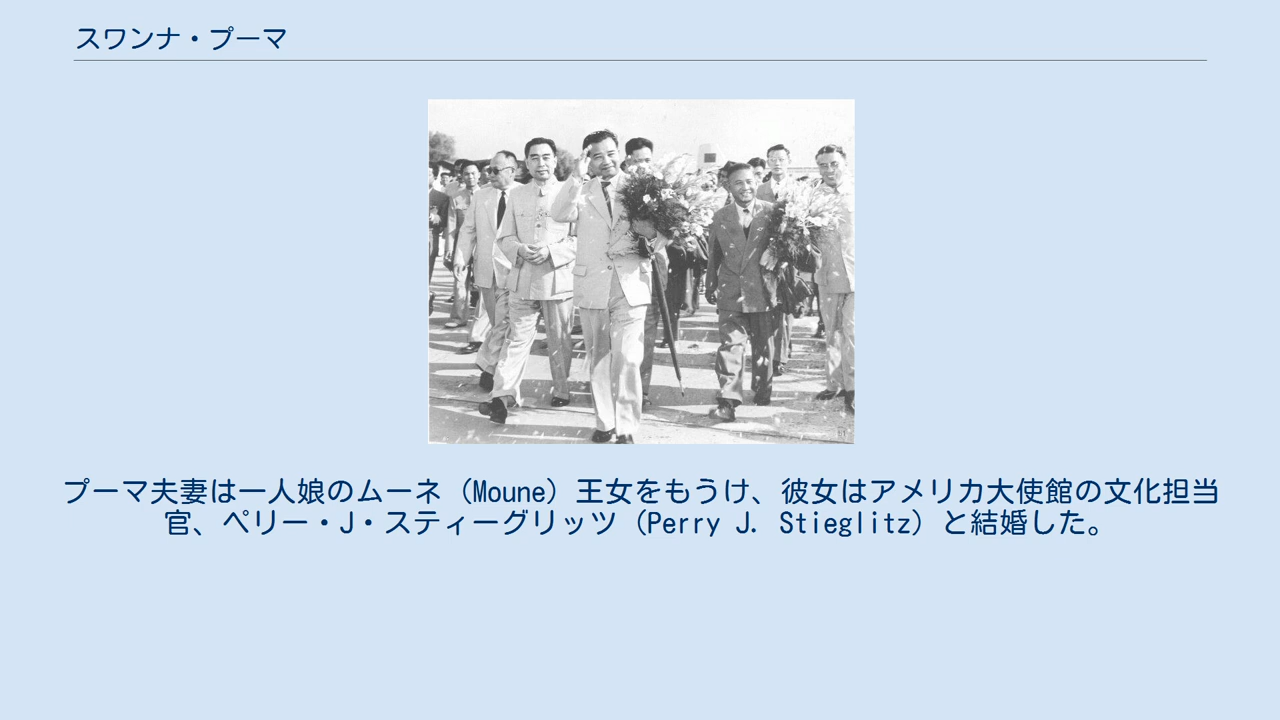 スワンナ・プーマ
プーマ夫妻は一人娘のムーネ（Moune）王女をもうけ、彼女はアメリカ大使館の文化担当
官、ペリー・J・スティーグリッツ（Perry J. Stieglitz）と結婚した。